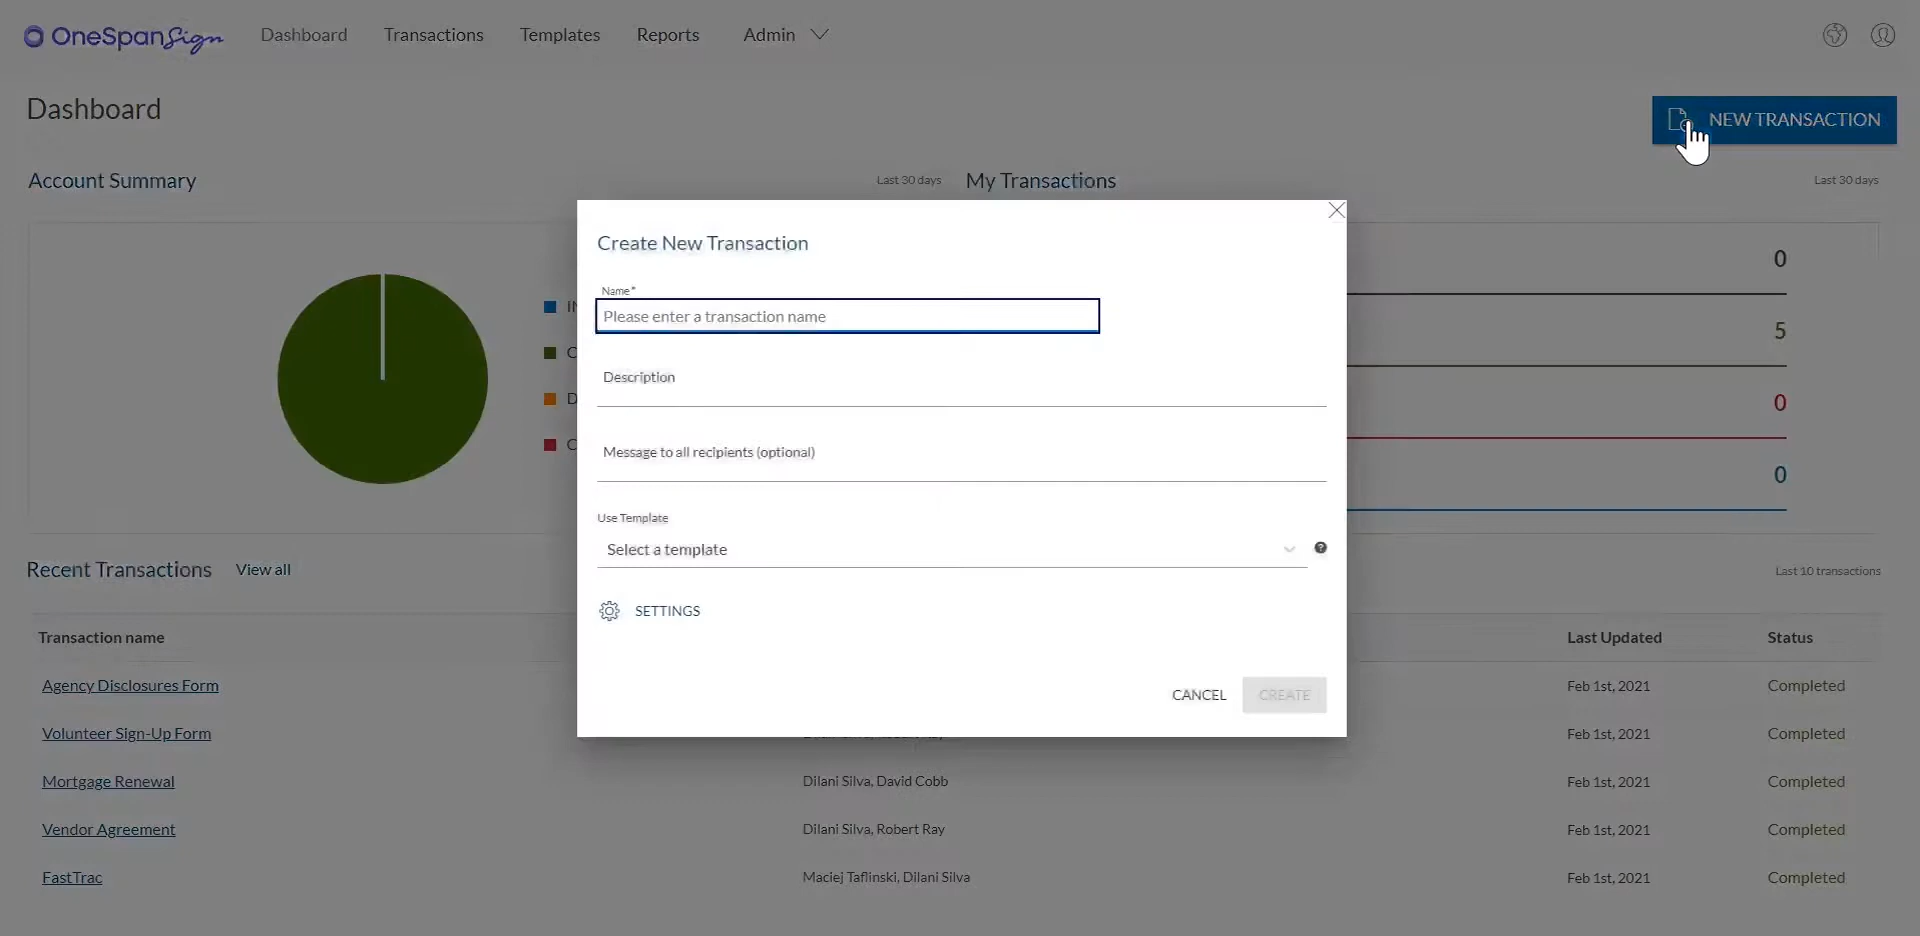 OneSpanSign
Dashboard
Transactions
Templates
Reports
Admin
Dashboard
NEW TRANSACTION
Account Summary
Last 30 days
My Transactions
Last 30 days
Create New Transaction
Name*
Please enter a transaction name
Description
Message to all recipients (optional)
Use Template
Select a template
?
SETTINGS
CANCEL
CREATE
0
5
0
0
Recent Transactions
View all
Last 10 transactions
Transaction name
Last Updated
Status
Agency Disclosures Form
Feb 1st, 2021
Completed
Volunteer Sign-Up Form
Feb 1st, 2021
Completed
Mortgage Renewal
Dilani Silva, David Cobb
Feb 1st, 2021
Completed
Vendor Agreement
Dilani Silva, Robert Ray
Feb 1st, 2021
Completed
FastTrac
Maciej Taflinski, Dilani Silva
Feb 1st, 2021
Completed